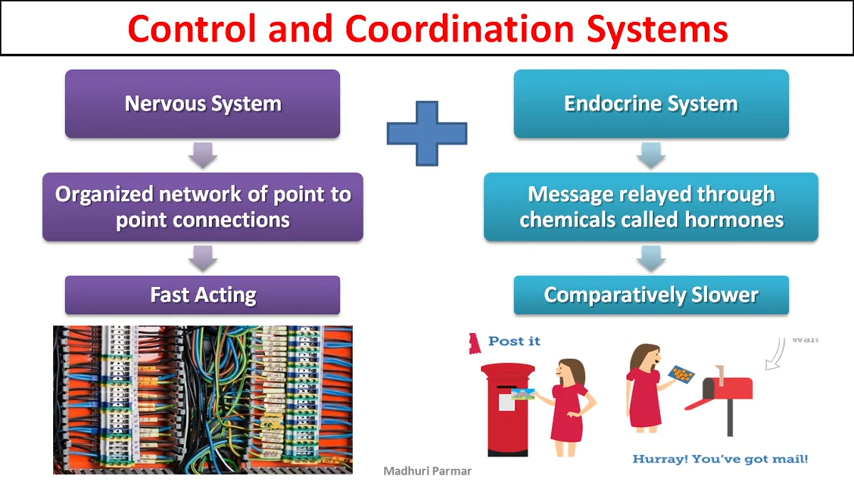 Control and Coordination Systems
Nervous System
Organized network of point to
point connections
Fast Acting
Endocrine System
Message relayed through
chemicals called hormones
Comparatively Slower
Post it
Hurray! You've got mail!
Madhuri Parmar